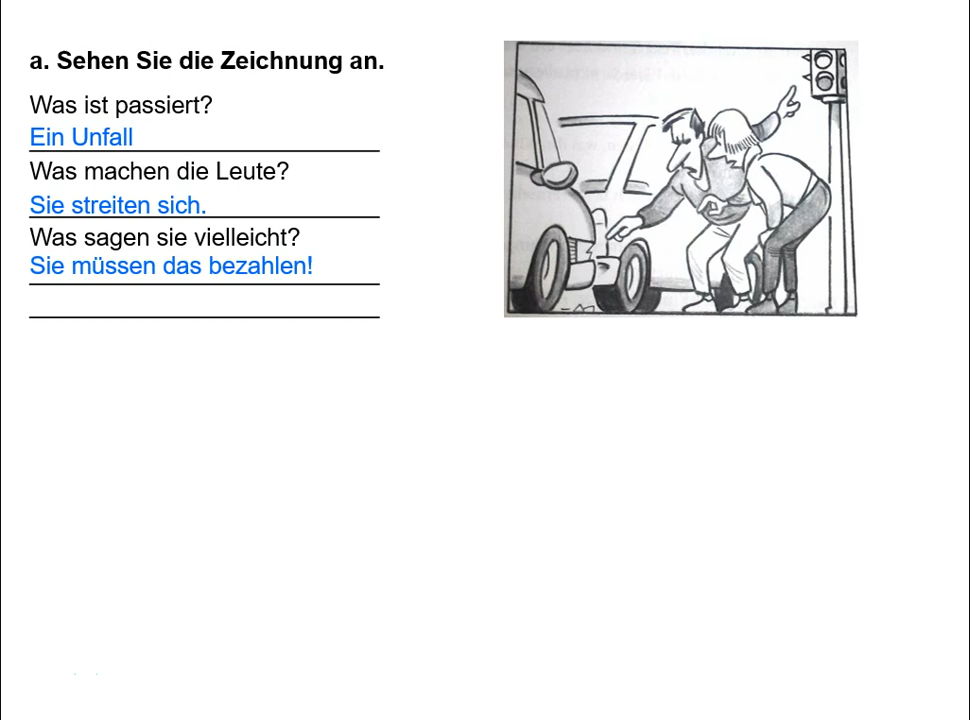 a. Sehen Sie die Zeichnung an.
Was ist passiert?
Ein Unfall
Was machen die Leute?
Sie streiten sich.
Was sagen sie vielleicht?
Sie müssen das bezahlen!